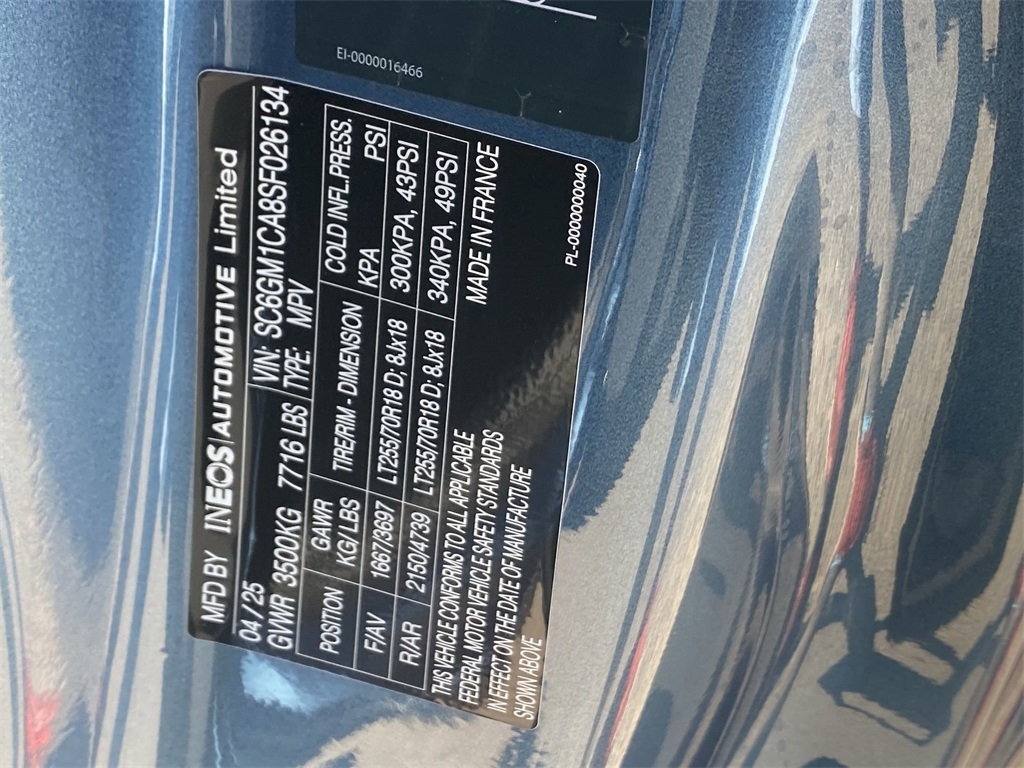 EI-0000016466
MFD BY INEOS | AUTOMOTIVE Limited
04 / 25 VIN: SC6GM1CA8SF026134
GVWR 3500KG 7716 LBS TYPE: MPV
POSITION GAWR KG/LBS TIRE/RIM - DIMENSION COLD INFL.PRESS. KPA PSI
F/AV 1667/3697 LT255/70R18 D; 8Jx18 300KPA, 43PSI
R/AR 2150/4739 LT255/70R18 D; 8Jx18 340KPA, 49PSI
THIS VEHICLE CONFORMS TO ALL APPLICABLE MADE IN FRANCE
FEDERAL MOTOR VEHICLE SAFETY STANDARDS
IN EFFECT ON THE DATE OF MANUFACTURE
SHOWN ABOVE
PL-0000000040